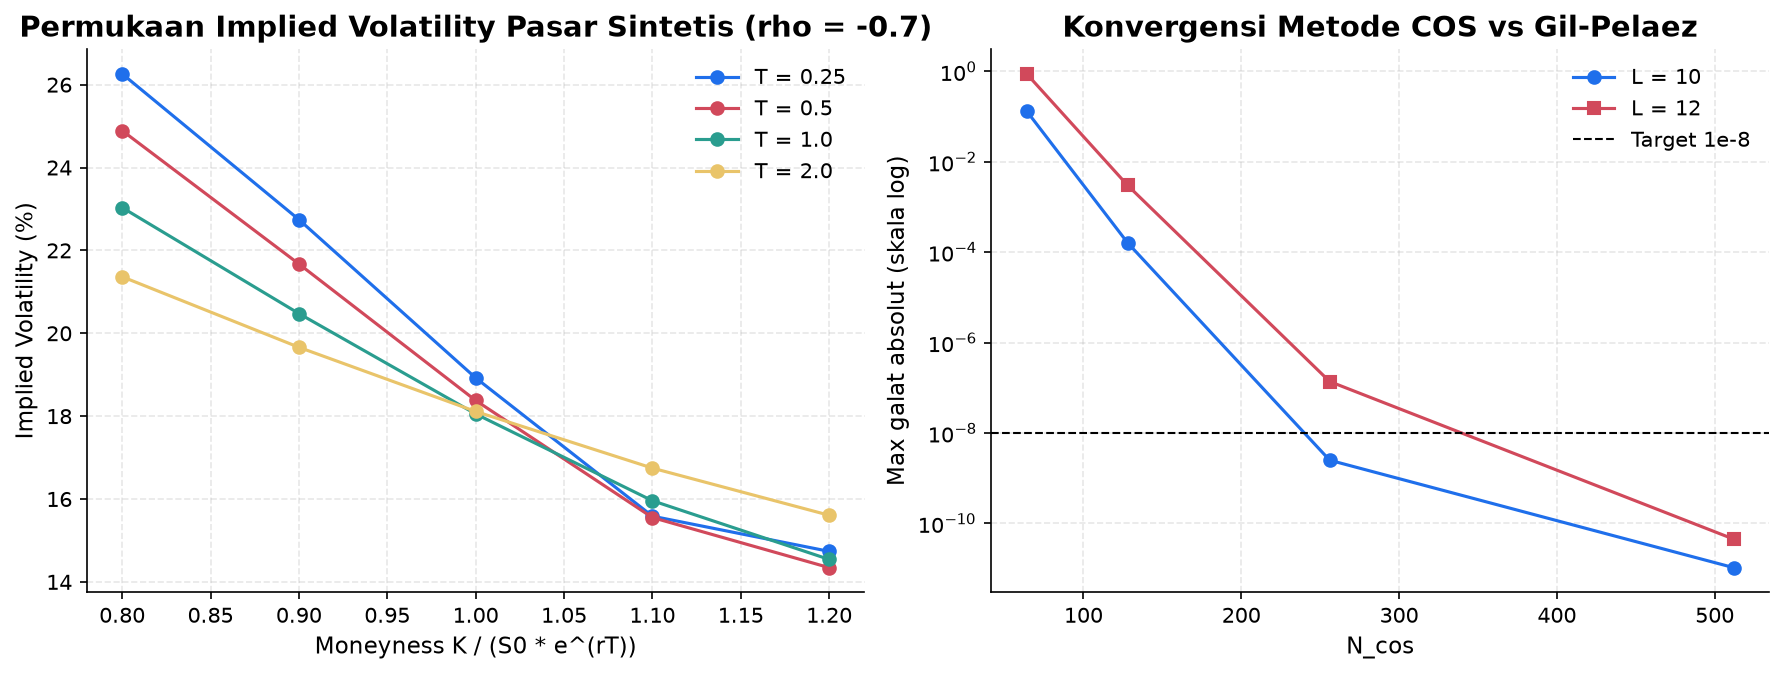 Permukaan Implied Volatility Pasar Sintetis (rho = -0.7)
T = 0.25
T = 0.5
T = 1.0
T = 2.0
Implied Volatility (%)
26
24
22
20
18
16
14
0.80 0.85 0.90 0.95 1.00 1.05 1.10 1.15 1.20
Moneyness K / (S0 * e^(rT))
Konvergensi Metode COS vs Gil-Pelaez
L = 10
L = 12
Target 1e-8
Max galat absolut (skala log)
10⁰
10⁻²
10⁻⁴
10⁻⁶
10⁻⁸
10⁻¹⁰
100 200 300 400 500
N_cos